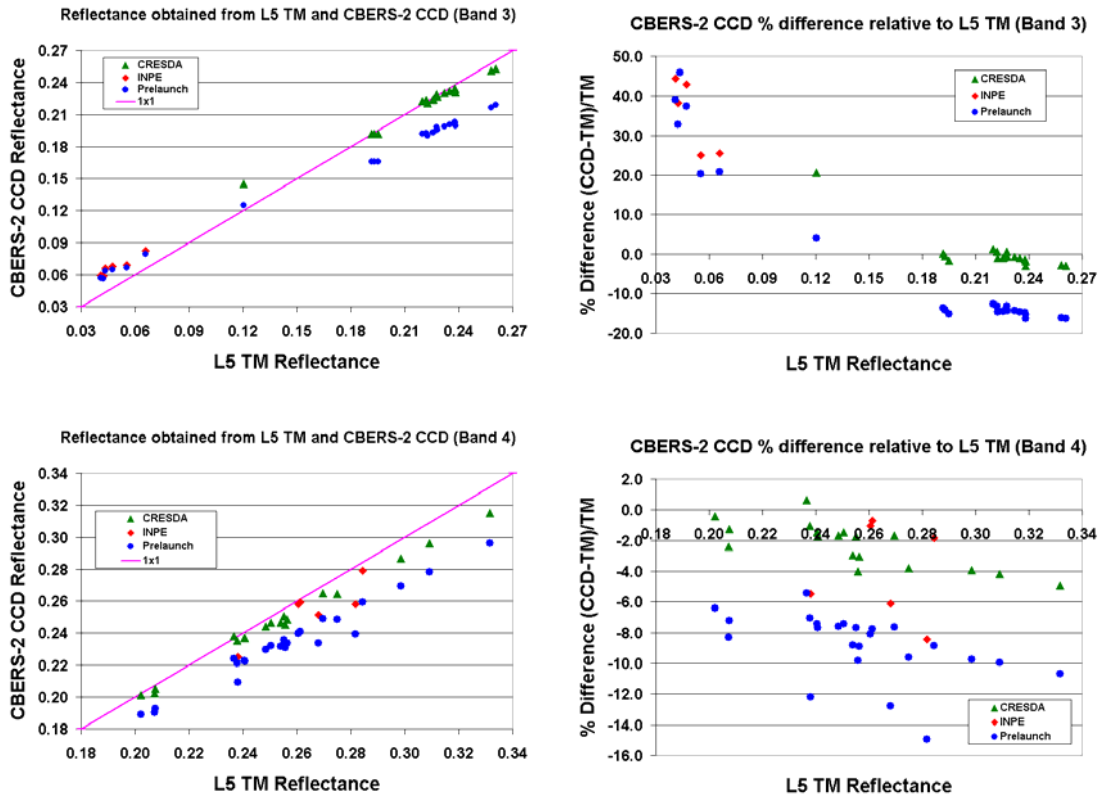 Reflectance obtained from L5 TM and CBERS-2 CCD (Band 3)
CBERS-2 CCD Reflectance
0.27
0.24
0.21
0.18
0.15
0.12
0.09
0.06
0.03
CRESDA
INPE
Prelaunch
1x1
0.03 0.06 0.09 0.12 0.15 0.18 0.21 0.24 0.27
L5 TM Reflectance
CBERS-2 CCD % difference relative to L5 TM (Band 3)
% Difference (CCD-TM)/TM
50.0
40.0
30.0
20.0
10.0
0.0
-10.0
-20.0
CRESDA
INPE
Prelaunch
0.03 0.06 0.09 0.12 0.15 0.18 0.21 0.24 0.27
L5 TM Reflectance
Reflectance obtained from L5 TM and CBERS-2 CCD (Band 4)
CBERS-2 CCD Reflectance
0.34
0.32
0.30
0.28
0.26
0.24
0.22
0.20
0.18
CRESDA
INPE
Prelaunch
1x1
0.18 0.20 0.22 0.24 0.26 0.28 0.30 0.32 0.34
L5 TM Reflectance
CBERS-2 CCD % difference relative to L5 TM (Band 4)
% Difference (CCD-TM)/TM
2.0
0.0
-2.0
-4.0
-6.0
-8.0
-10.0
-12.0
-14.0
-16.0
0.18 0.20 0.22 0.24 0.26 0.28 0.30 0.32 0.34
CRESDA
INPE
Prelaunch
L5 TM Reflectance